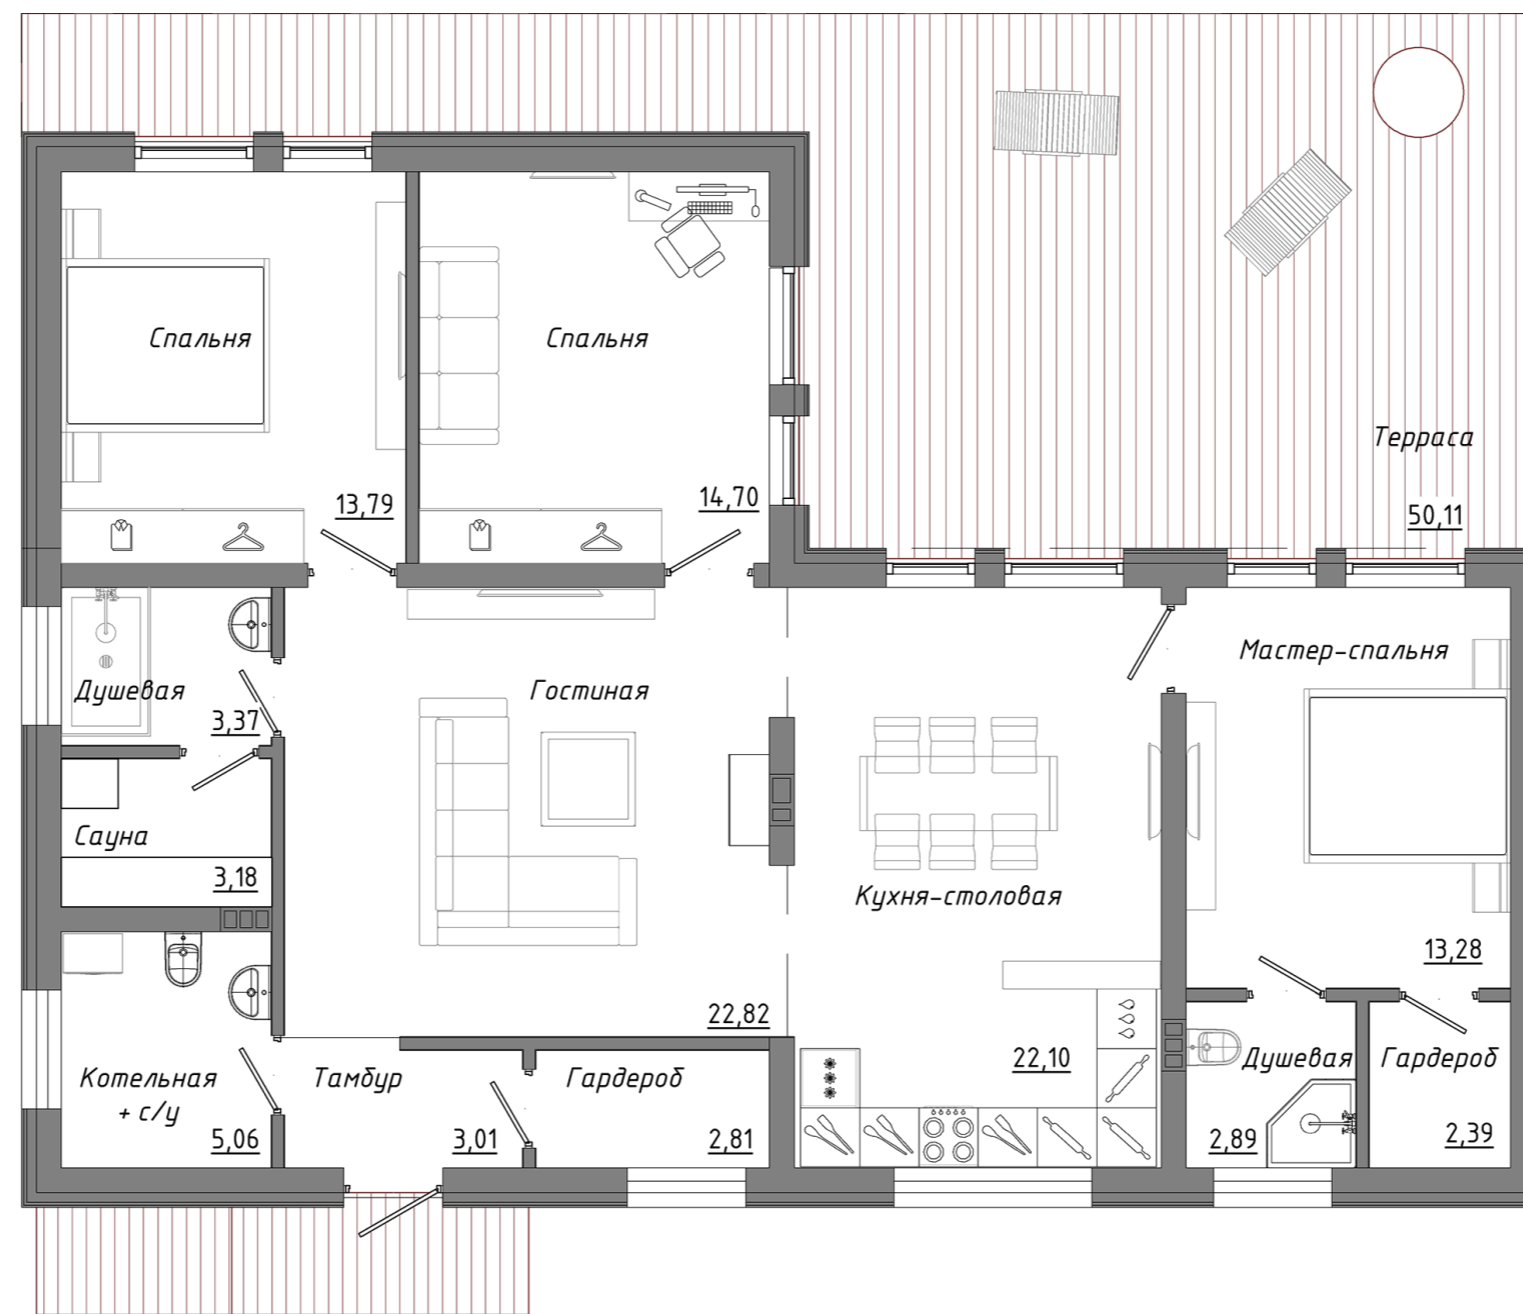 Спальня
13,79
Спальня
14,70
Терраса
50,11
Душевая
3,37
Гостиная
22,82
Мастер-спальня
13,28
Сауна
3,18
Кухня-столовая
22,10
Котельная
+ с/у
5,06
Тамбур
3,01
Гардероб
2,81
Душевая
2,89
Гардероб
2,39